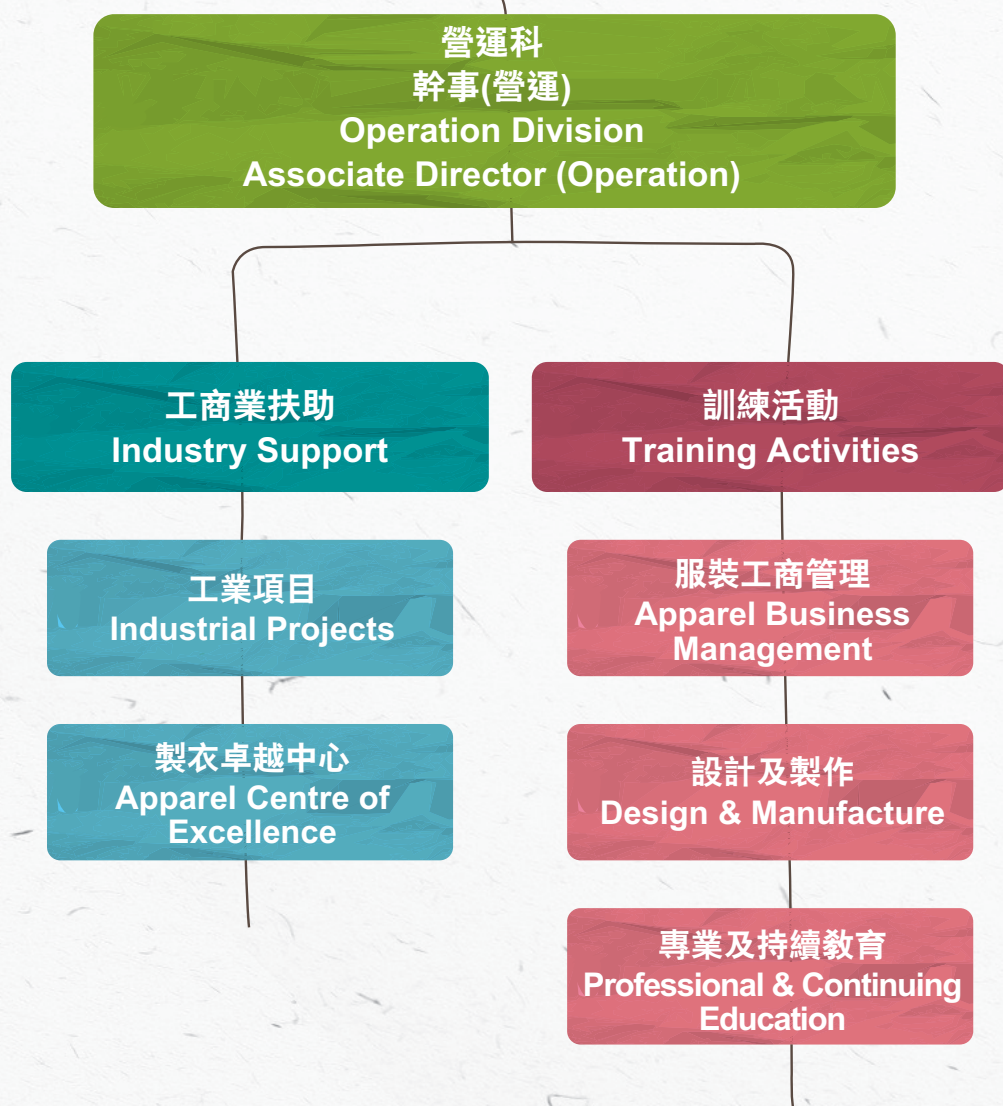 營運科
幹事(營運)
Operation Division
Associate Director (Operation)
工商業扶助
Industry Support
工業項目
Industrial Projects
製衣卓越中心
Apparel Centre of
Excellence
訓練活動
Training Activities
服裝工商管理
Apparel Business
Management
設計及製作
Design & Manufacture
專業及持續教育
Professional & Continuing
Education